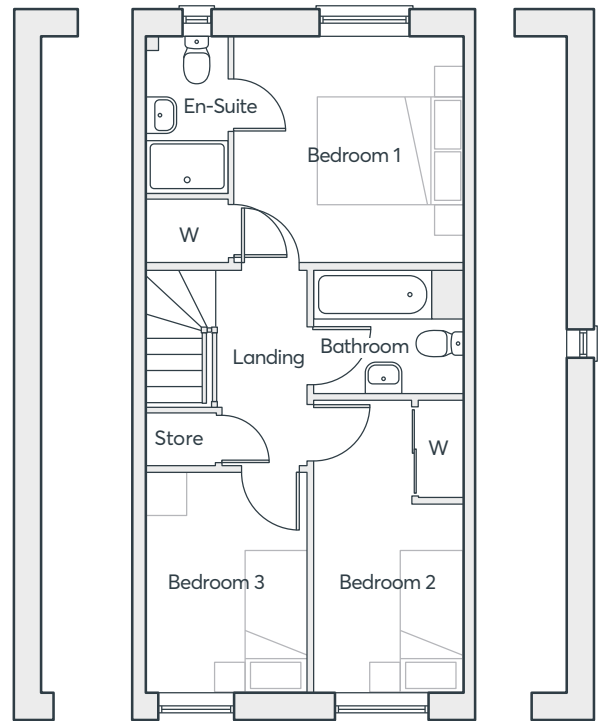 En-Suite
Bedroom 1
W
Landing
Bathroom
Store
W
Bedroom 3
Bedroom 2